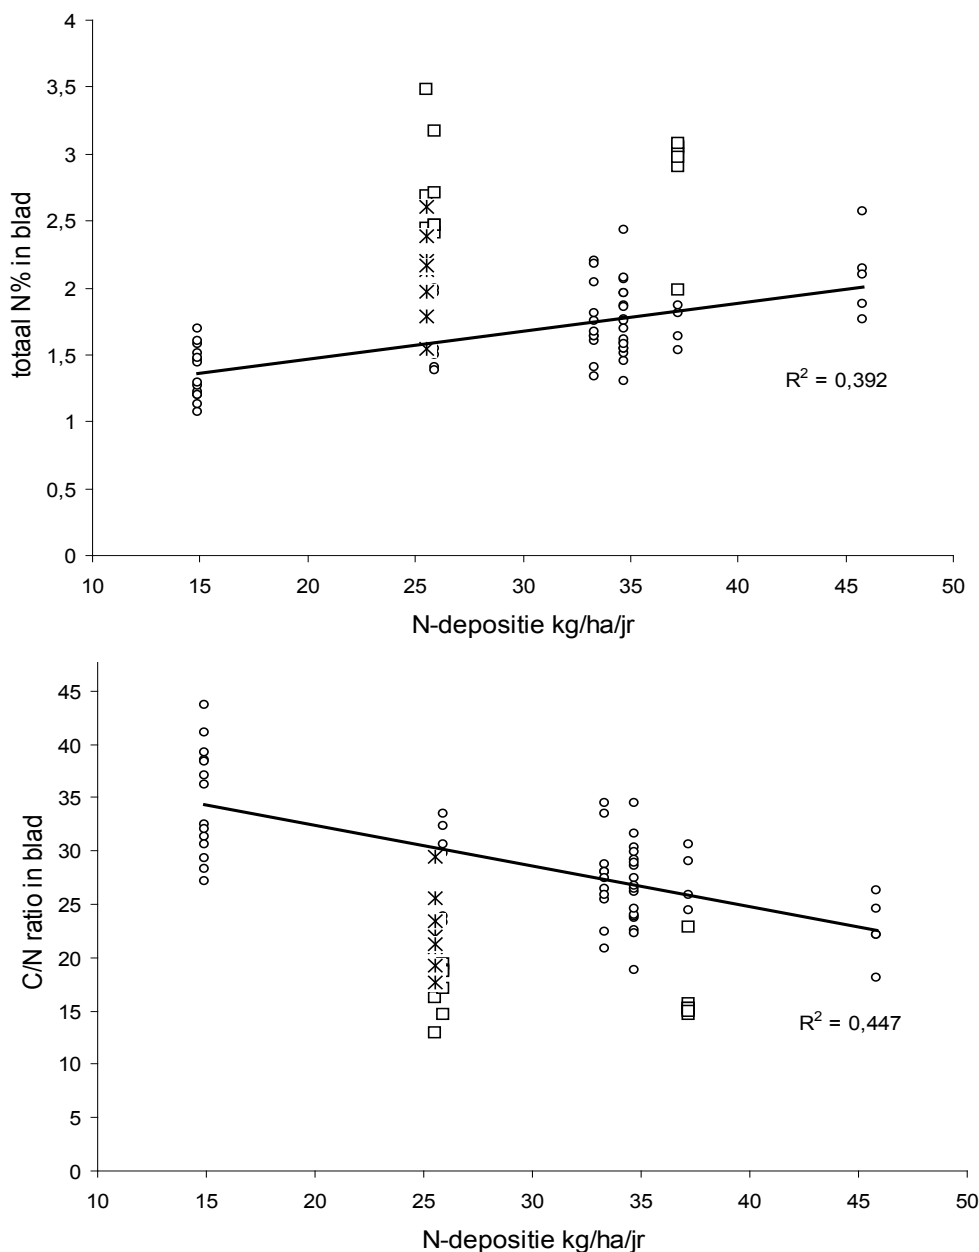 4
3,5
3
2,5
2
1,5
1
0,5
0
totaal N% in blad
R² = 0,392
10 15 20 25 30 35 40 45 50
N-depositie kg/ha/jr
45
40
35
30
25
20
15
10
5
0
C/N ratio in blad
R² = 0,447
10 15 20 25 30 35 40 45 50
N-depositie kg/ha/jr